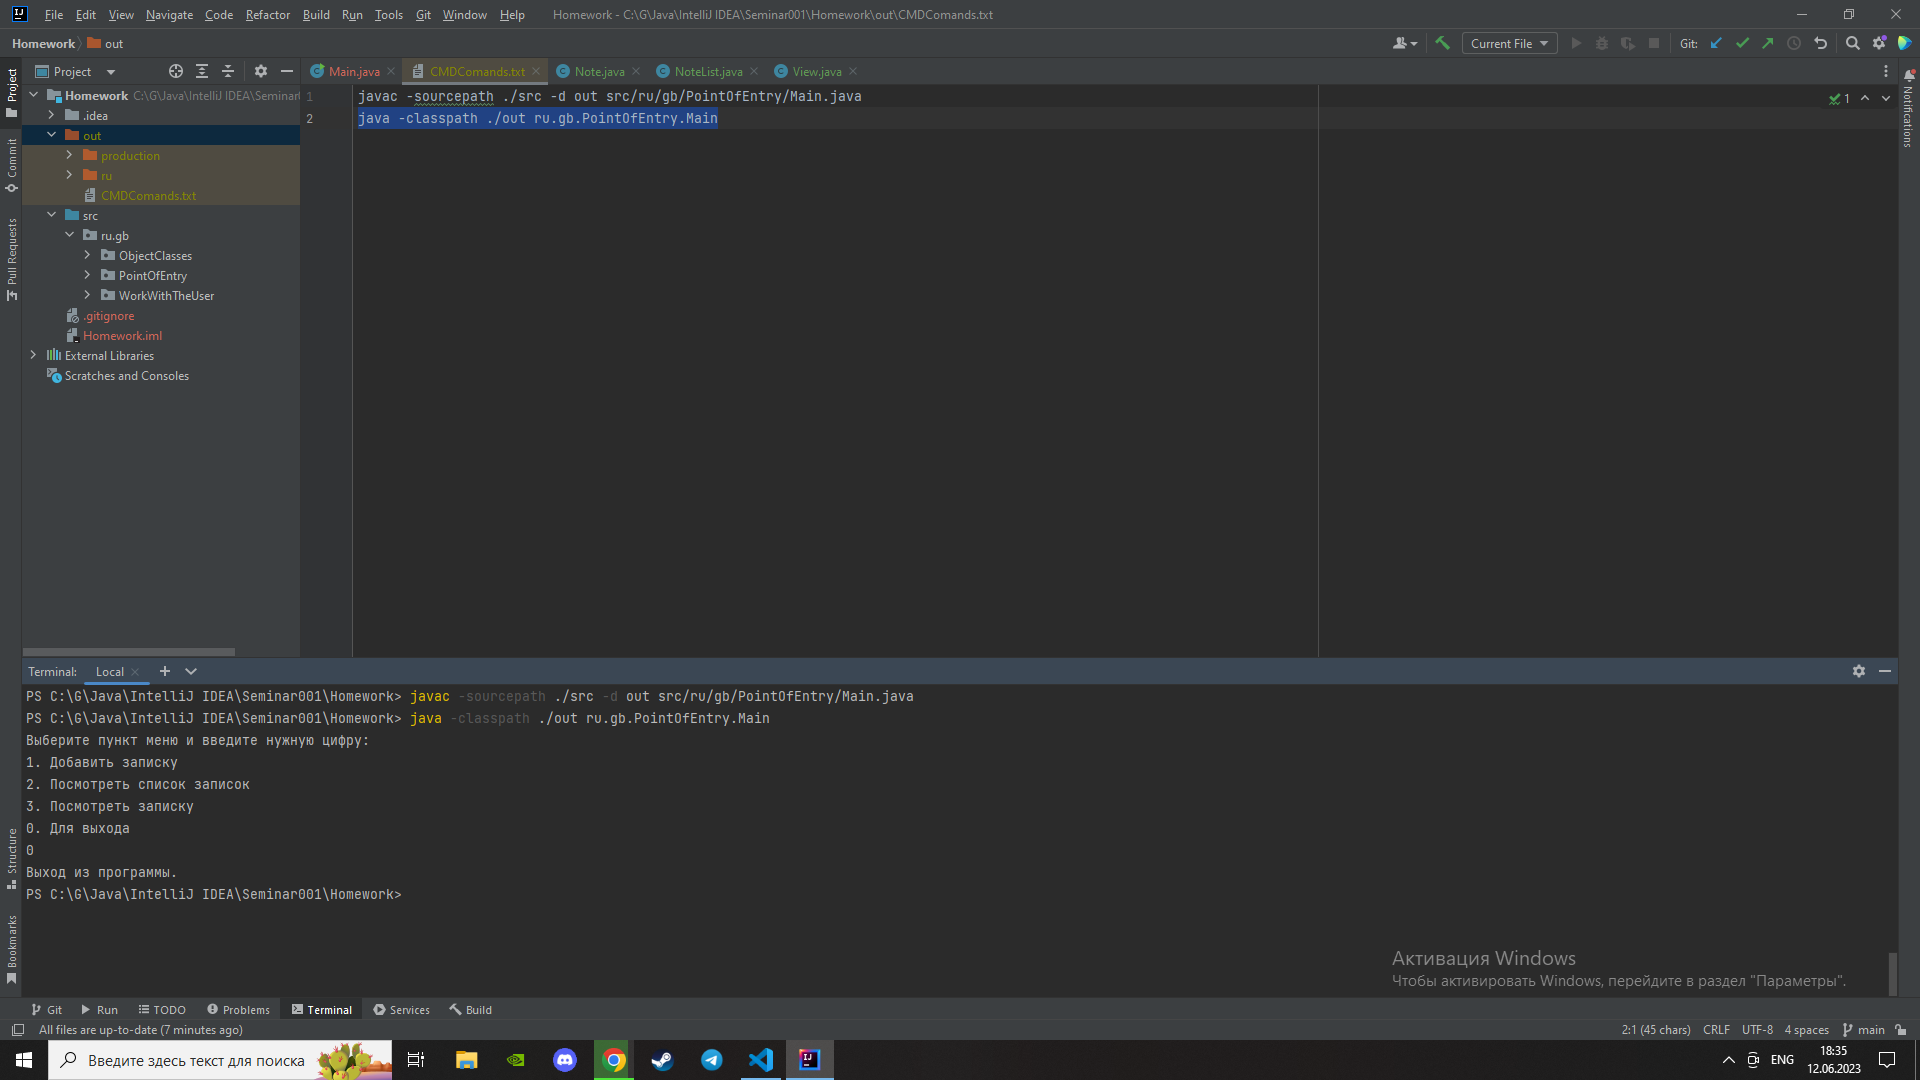 File Edit View Navigate Code Refactor Build Run Tools Git Window Help Homework - C:\G\Java\IntelliJ IDEA\Seminar001\Homework\out\CMDComands.txt
Homework out Current File Git:
Project Main.java CMDComands.txt Note.java NoteList.java View.java
Homework C:\G\Java\IntelliJ IDEA\Seminar
.idea
out
production
ru
CMDComands.txt
src
ru.gb
ObjectClasses
PointOfEntry
WorkWithTheUser
.gitignore
Homework.iml
External Libraries
Scratches and Consoles
1 javac -sourcepath ./src -d out src/ru/gb/PointOfEntry/Main.java
2 java -classpath ./out ru.gb.PointOfEntry.Main
1
Project
Commit
Pull Requests
Structure
Bookmarks
Notifications
Terminal: Local
PS C:\G\Java\IntelliJ IDEA\Seminar001\Homework> javac -sourcepath ./src -d out src/ru/gb/PointOfEntry/Main.java
PS C:\G\Java\IntelliJ IDEA\Seminar001\Homework> java -classpath ./out ru.gb.PointOfEntry.Main
Выберите пункт меню и введите нужную цифру:
1. Добавить записку
2. Посмотреть список записок
3. Посмотреть записку
0. Для выхода
0
Выход из программы.
PS C:\G\Java\IntelliJ IDEA\Seminar001\Homework>
Активация Windows
Чтобы активировать Windows, перейдите в раздел "Параметры".
Git Run TODO Problems Terminal Services Build
All files are up-to-date (7 minutes ago) 2:1 (45 chars) CRLF UTF-8 4 spaces main
Введите здесь текст для поиска ENG 18:35
12.06.2023